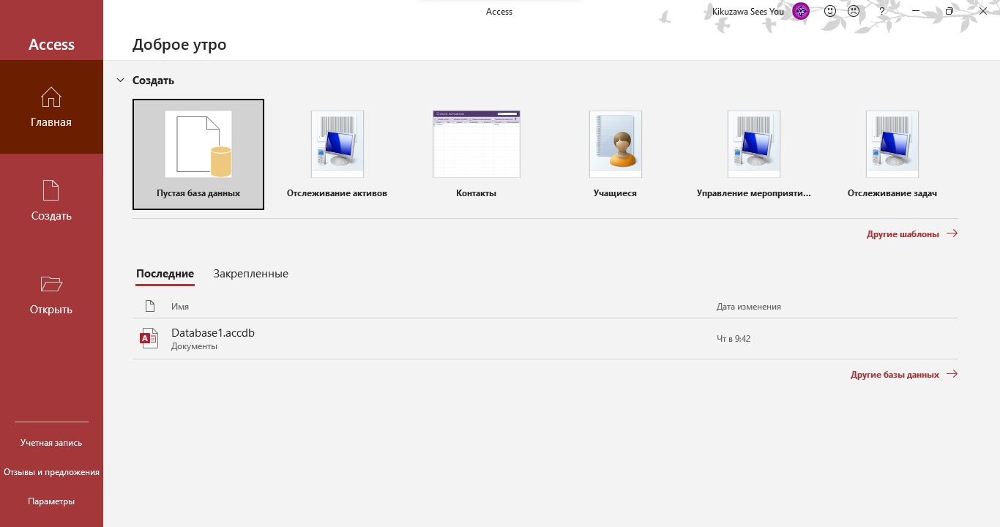 Access
Kikuzawa Sees You
?
Access
Доброе утро
Создать
Главная
Создать
Открыть
Список контактов
Пустая база данных
Отслеживание активов
Контакты
Учащиеся
Управление мероприяти...
Отслеживание задач
Другие шаблоны
Последние
Закрепленные
Имя
Дата изменения
A
Database1.accdb
Документы
Чт в 9:42
Другие базы данных
Учетная запись
Отзывы и предложения
Параметры